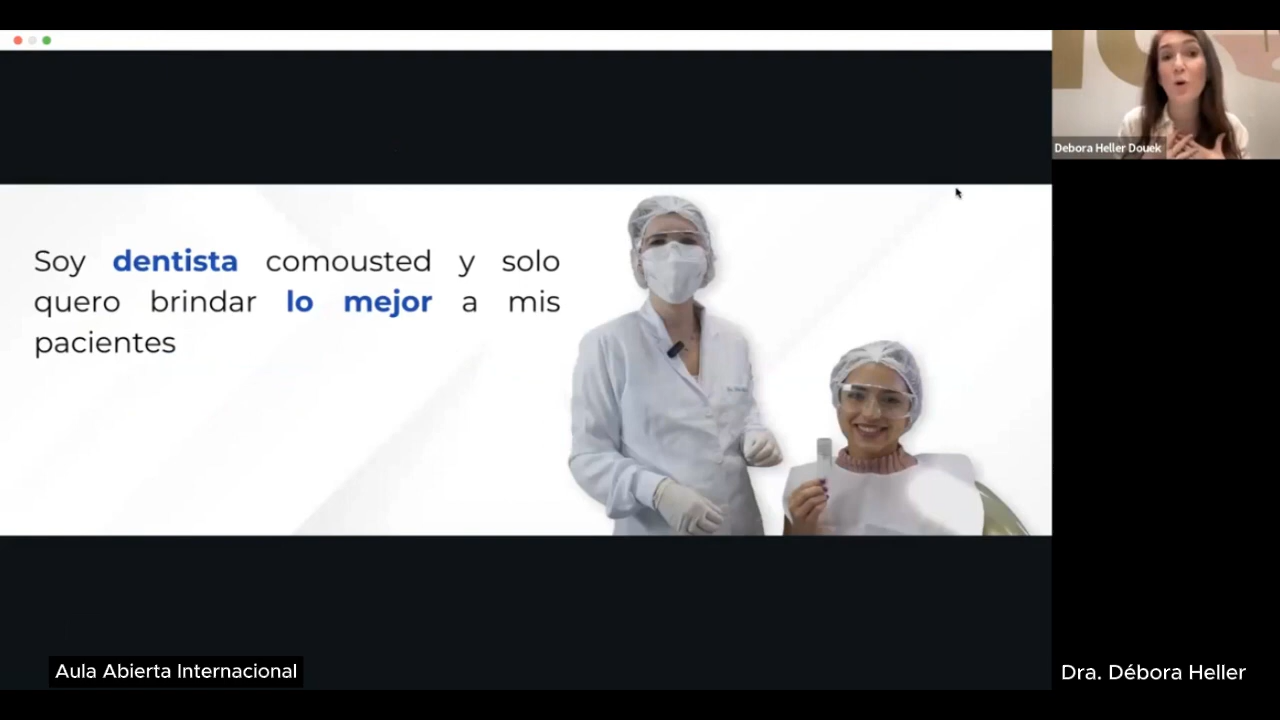 Soy dentista comousted y solo
quero brindar lo mejor a mis
pacientes
Debora Heller Douek
Aula Abierta Internacional
Dra. Débora Heller